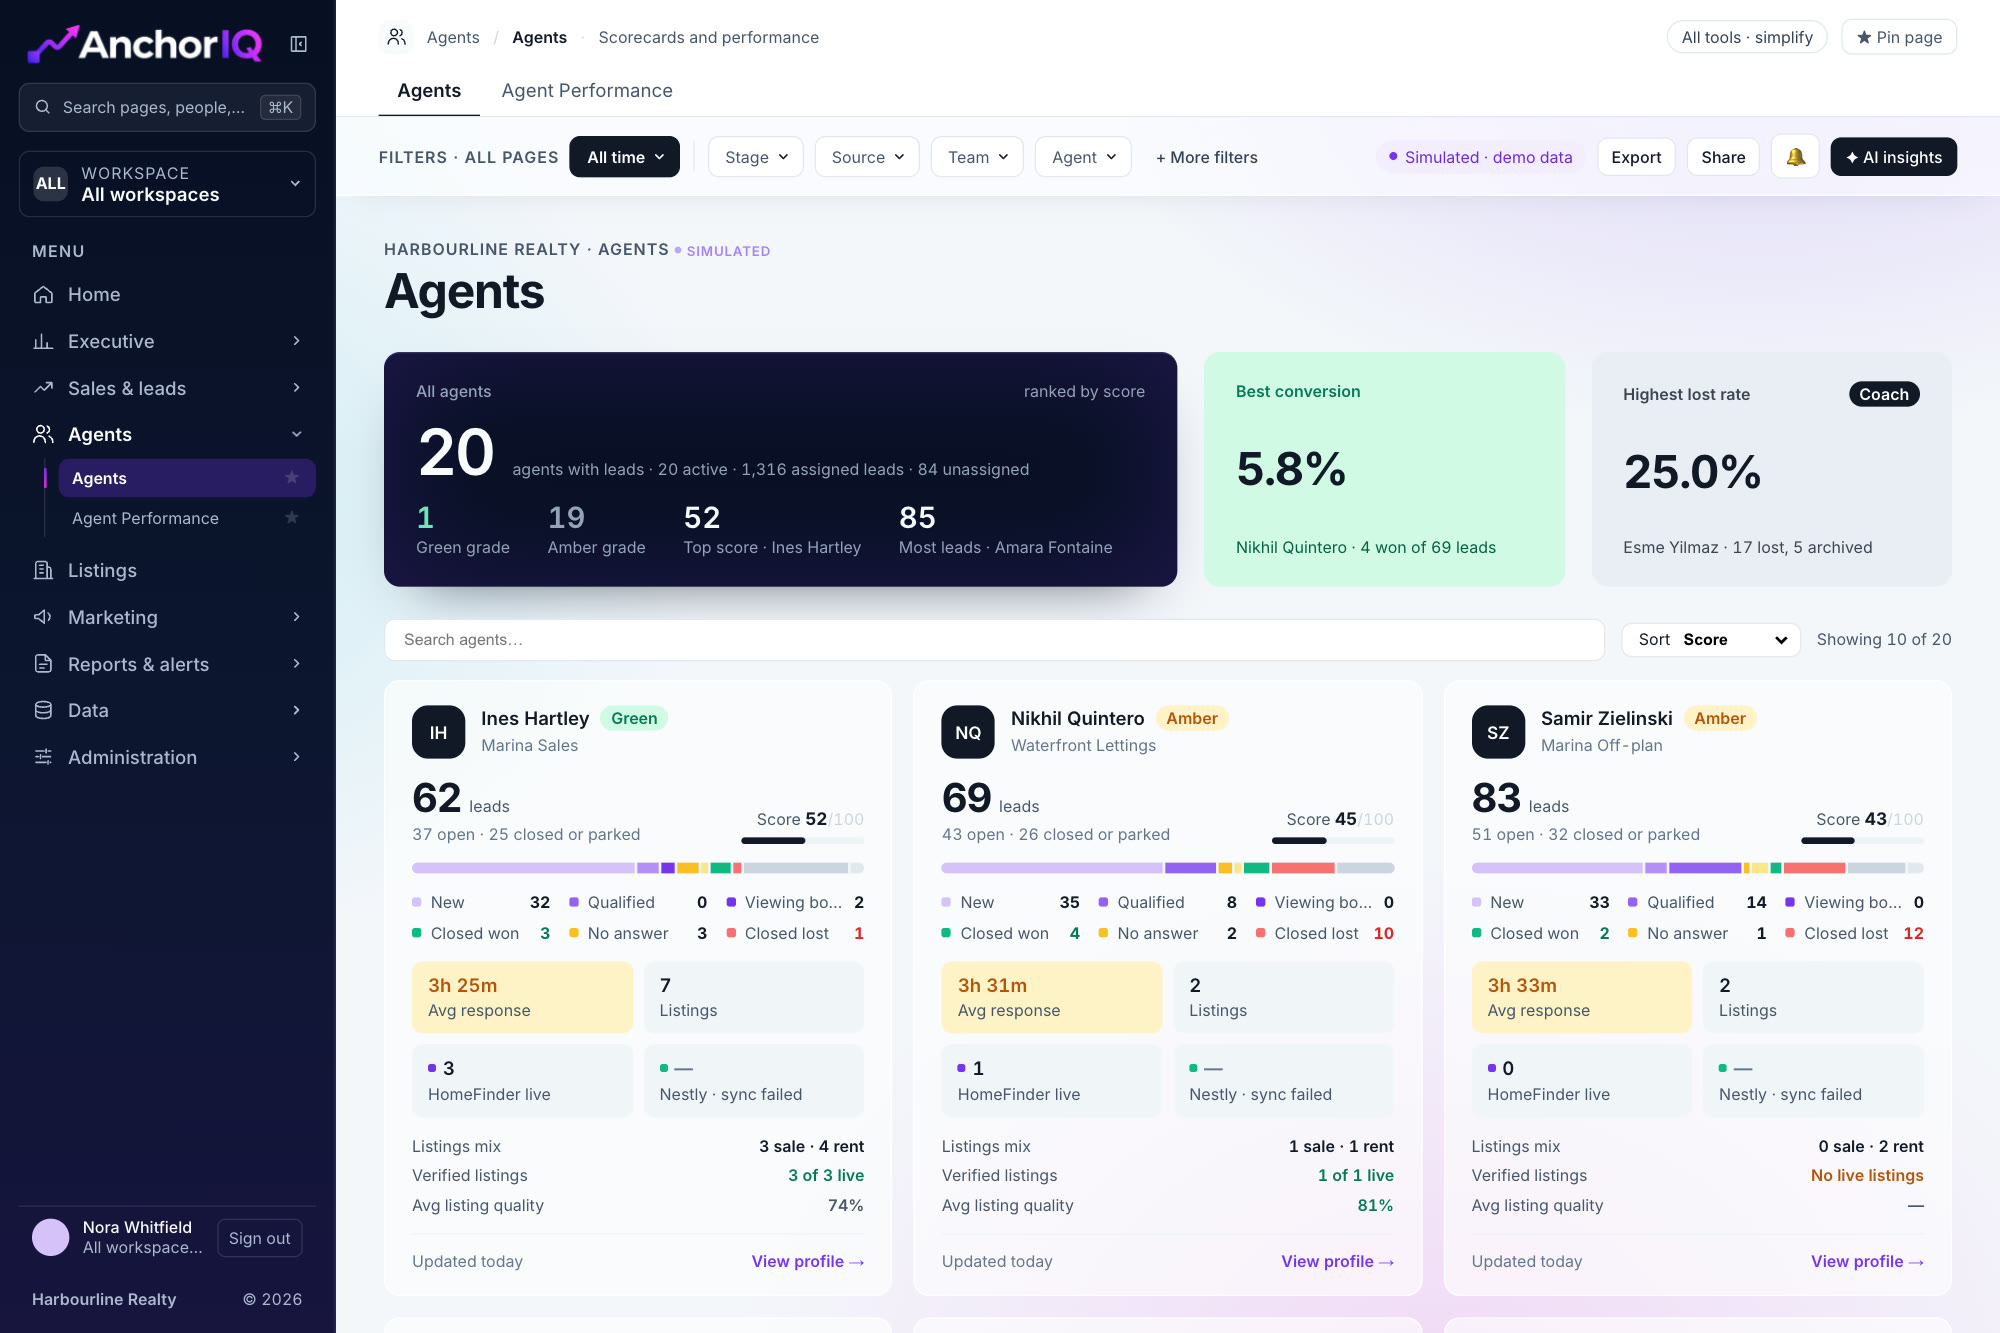 AnchorIQ
Search pages, people,... ⌘K
ALL
WORKSPACE
All workspaces
MENU
Home
Executive
Sales & leads
Agents
Agents
Agent Performance
Listings
Marketing
Reports & alerts
Data
Administration
Nora Whitfield
All workspace...
Sign out
Harbourline Realty © 2026
Agents / Agents · Scorecards and performance
All tools · simplify
★ Pin page
Agents Agent Performance
FILTERS · ALL PAGES All time Stage Source Team Agent + More filters
Simulated · demo data Export Share ✦ AI insights
HARBOURLINE REALTY · AGENTS SIMULATED
Agents
All agents ranked by score
20 agents with leads · 20 active · 1,316 assigned leads · 84 unassigned
1 19 52 85
Green grade Amber grade Top score · Ines Hartley Most leads · Amara Fontaine
Best conversion
5.8%
Nikhil Quintero · 4 won of 69 leads
Highest lost rate Coach
25.0%
Esme Yilmaz · 17 lost, 5 archived
Search agents...
Sort Score
Showing 10 of 20
IH
Ines Hartley Green
Marina Sales
62 leads
37 open · 25 closed or parked
Score 52/100
New 32 Qualified 0 Viewing bo... 2
Closed won 3 No answer 3 Closed lost 1
3h 25m
Avg response
7
Listings
3
HomeFinder live
—
Nestly · sync failed
Listings mix 3 sale · 4 rent
Verified listings 3 of 3 live
Avg listing quality 74%
Updated today View profile →
NQ
Nikhil Quintero Amber
Waterfront Lettings
69 leads
43 open · 26 closed or parked
Score 45/100
New 35 Qualified 8 Viewing bo... 0
Closed won 4 No answer 2 Closed lost 10
3h 31m
Avg response
2
Listings
1
HomeFinder live
—
Nestly · sync failed
Listings mix 1 sale · 1 rent
Verified listings 1 of 1 live
Avg listing quality 81%
Updated today View profile →
SZ
Samir Zielinski Amber
Marina Off-plan
83 leads
51 open · 32 closed or parked
Score 43/100
New 33 Qualified 14 Viewing bo... 0
Closed won 2 No answer 1 Closed lost 12
3h 33m
Avg response
2
Listings
0
HomeFinder live
—
Nestly · sync failed
Listings mix 0 sale · 2 rent
Verified listings No live listings
Avg listing quality —
Updated today View profile →